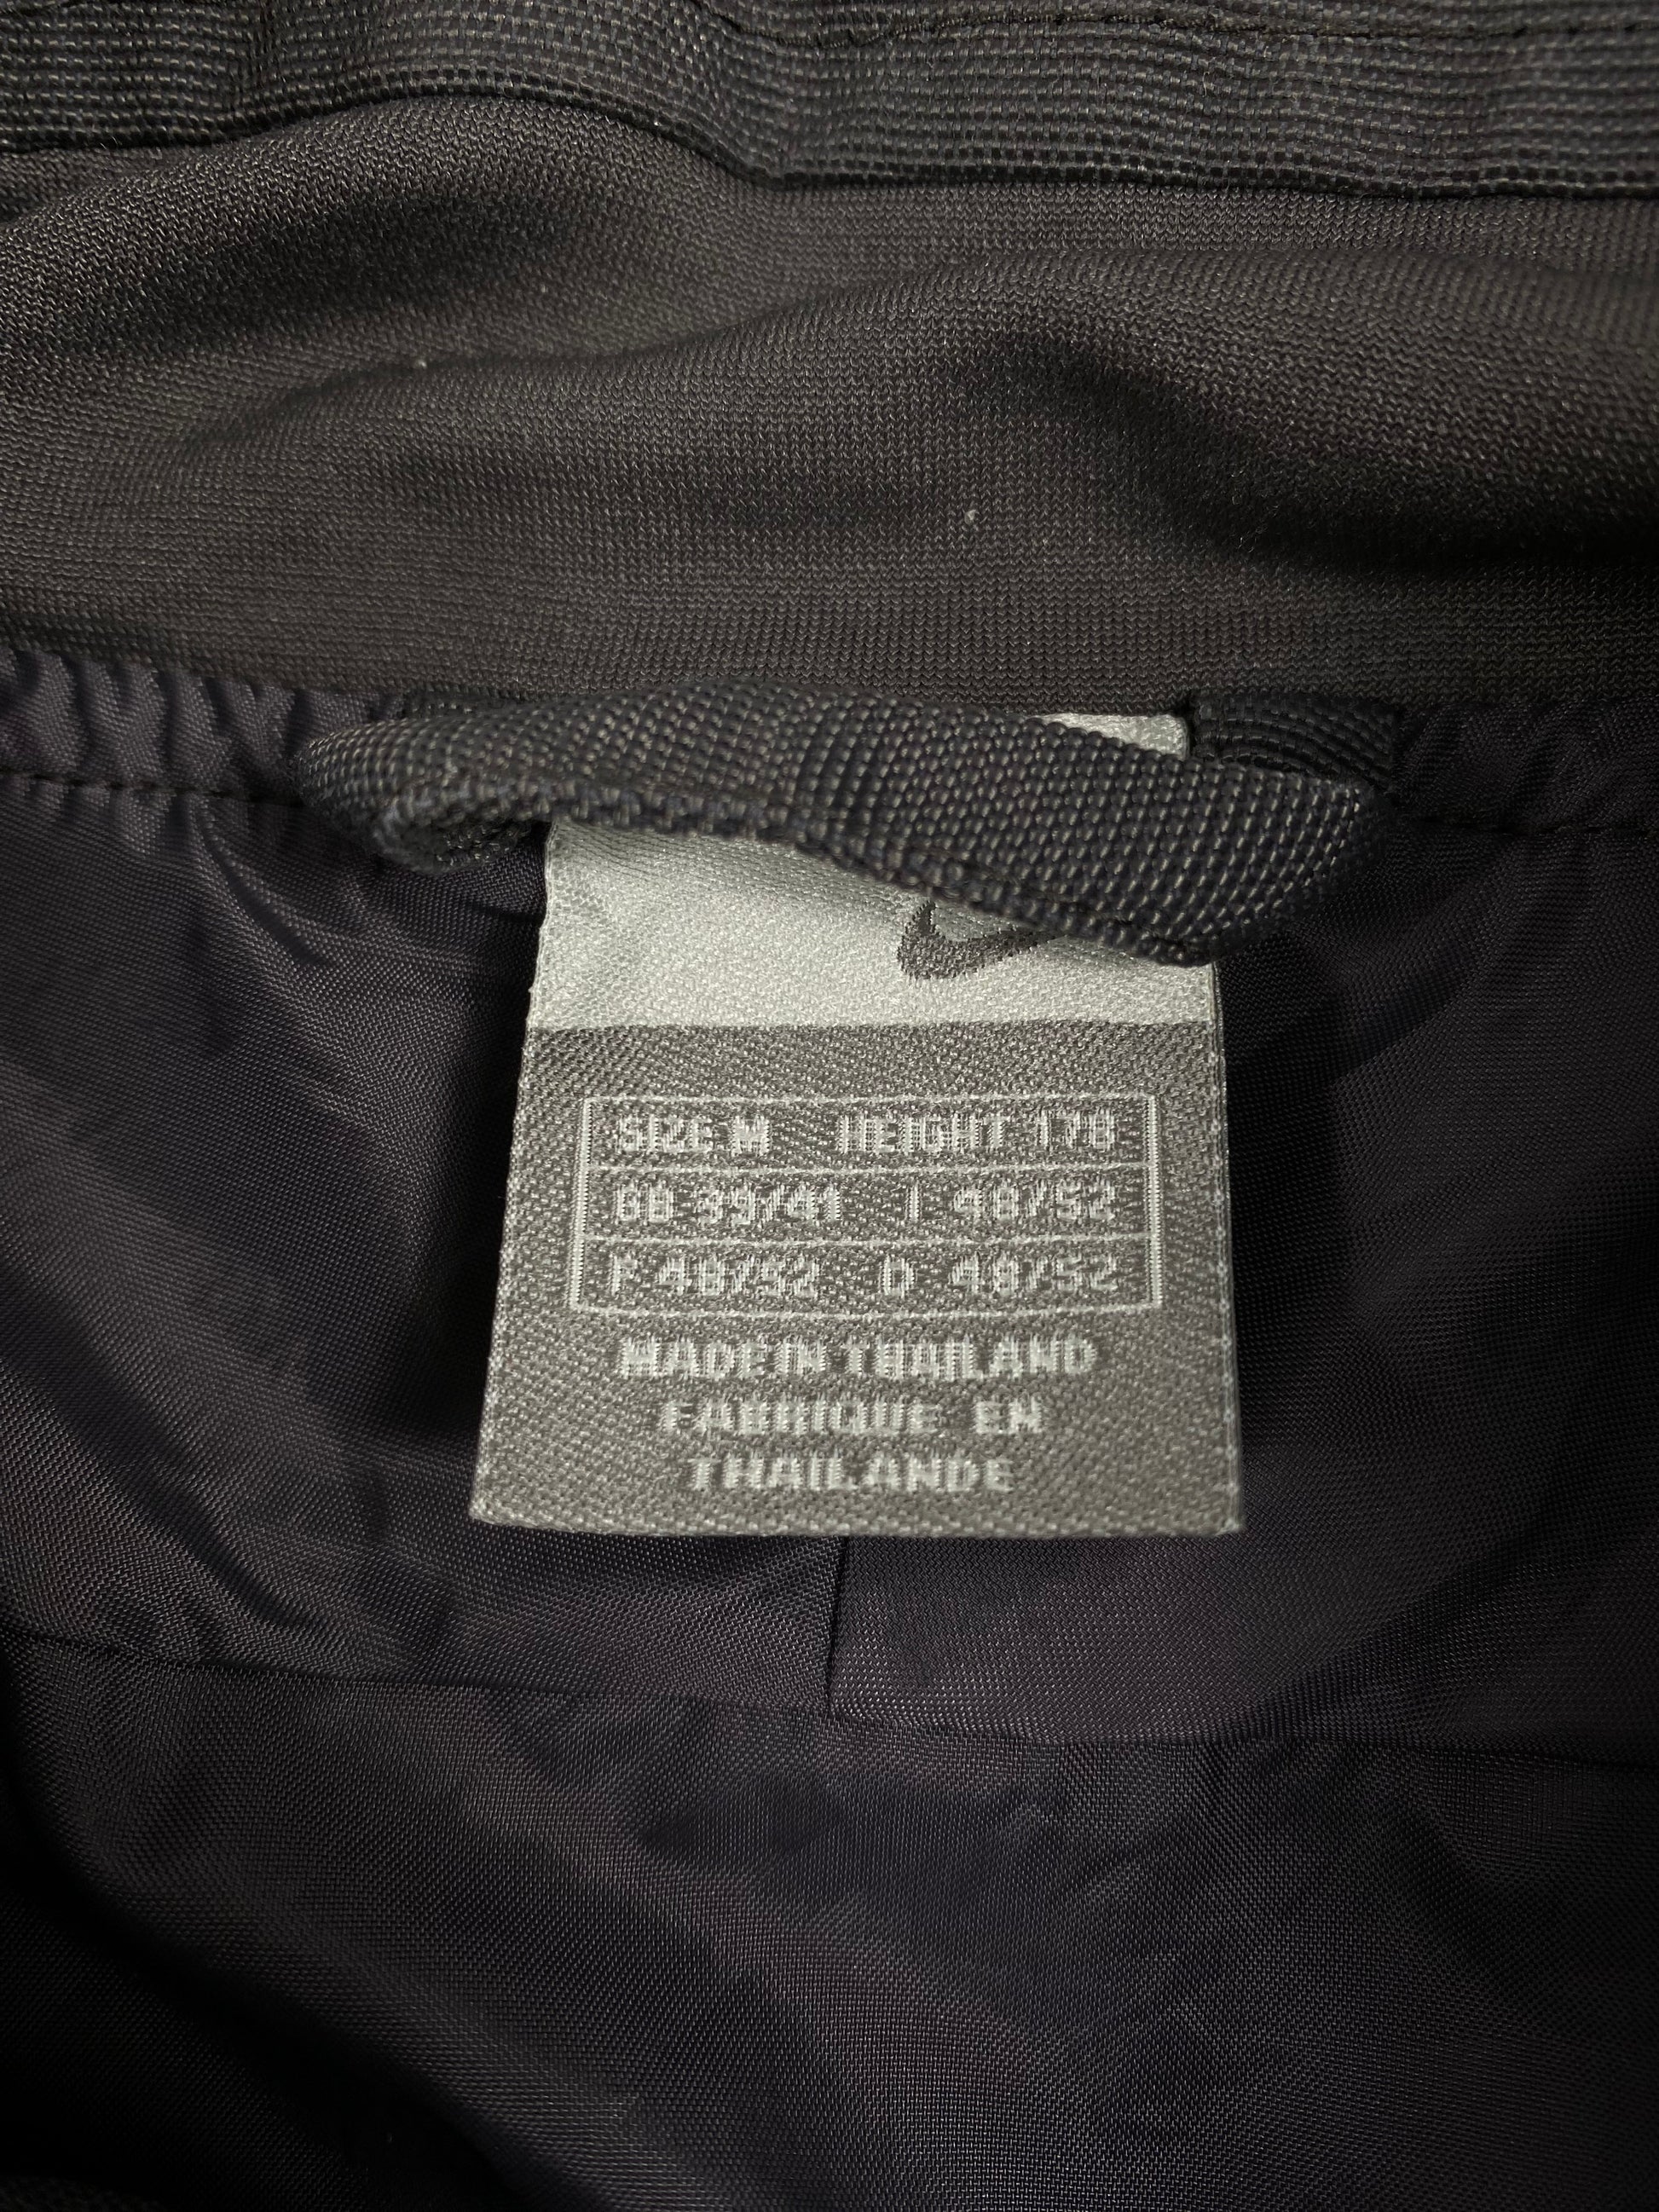 SIZE M HEIGHT 178
GB 39/41 I 48/52
F 48/52 D 48/52
MADE IN THAILAND
FABRIQUE EN
THAILANDE